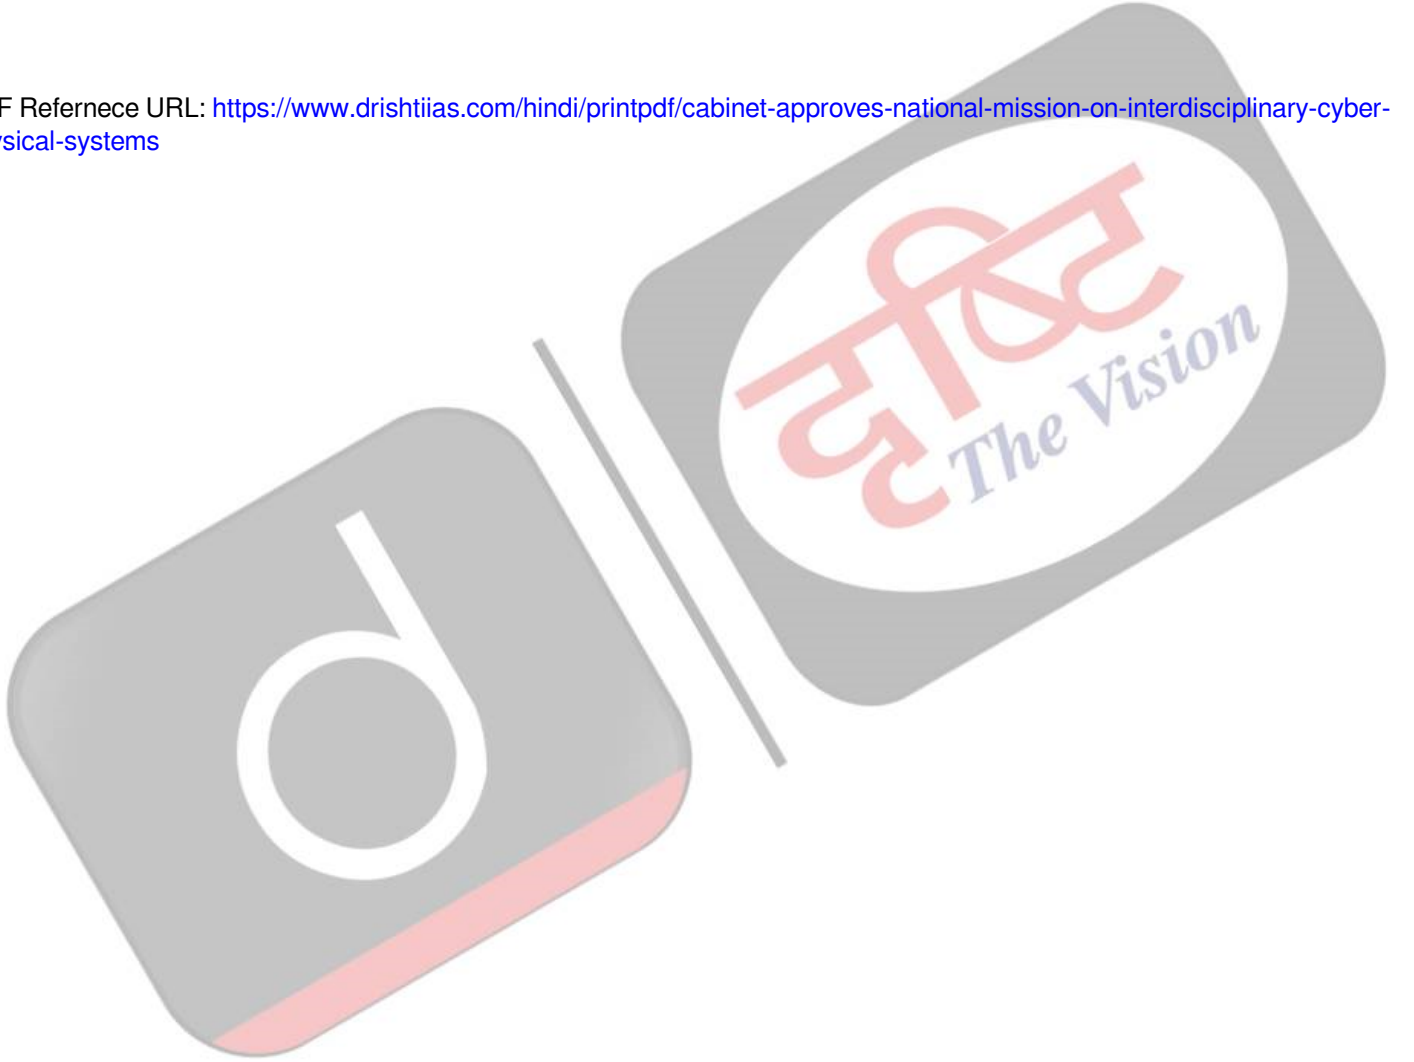 F Refernece URL: https://www.drishtiias.com/hindi/printpdf/cabinet-approves-national-mission-on-interdisciplinary-cyber-
ysical-systems
दृष्टि
The Vision
d